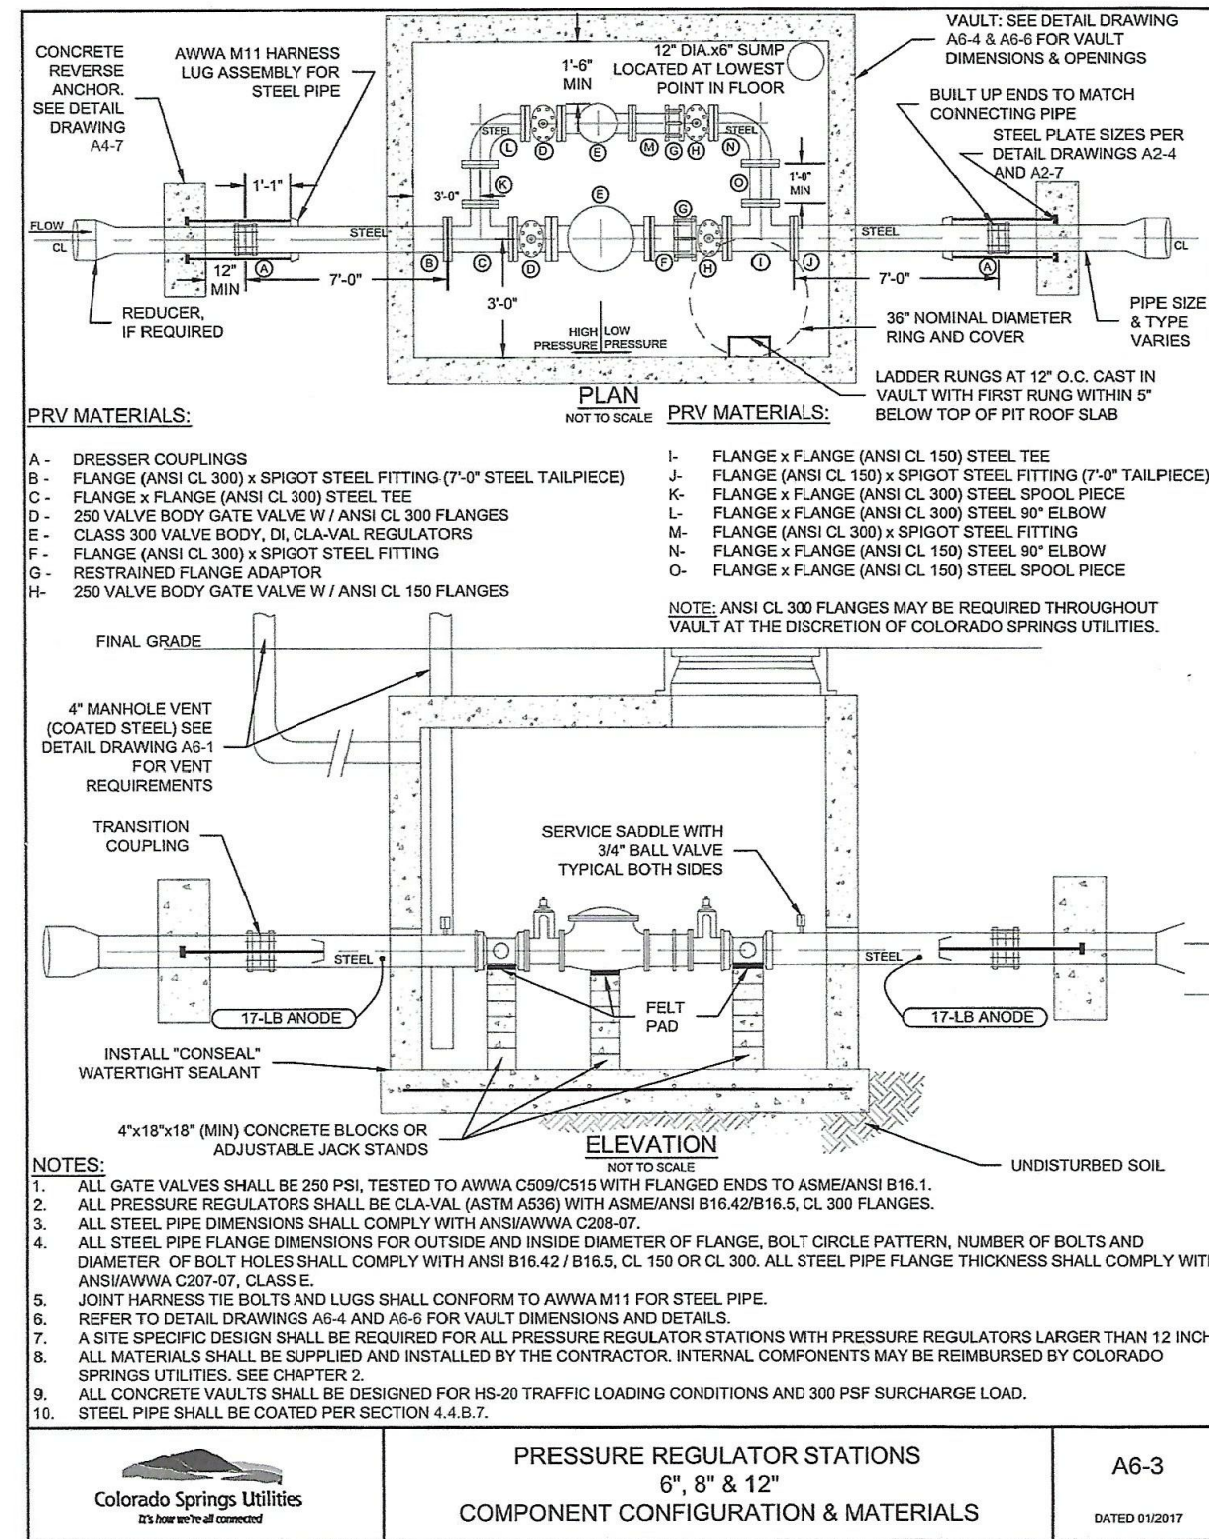 CONCRETE
REVERSE
ANCHOR.
SEE DETAIL
DRAWING
A4-7
AWWA M11 HARNESS
LUG ASSEMBLY FOR
STEEL PIPE
1'-6"
MIN
12" DIA.x6" SUMP
LOCATED AT LOWEST
POINT IN FLOOR
VAULT: SEE DETAIL DRAWING
A6-4 & A6-6 FOR VAULT
DIMENSIONS & OPENINGS
BUILT UP ENDS TO MATCH
CONNECTING PIPE
STEEL PLATE SIZES PER
DETAIL DRAWINGS A2-4
AND A2-7
STEEL
STEEL
L
D
E
M
G
H
N
1'-1"
3'-0"
K
E
O
1'-0"
MIN
G
FLOW
CL
STEEL
STEEL
CL
12"
MIN
A
7'-0"
B
C
D
F
H
I
J
7'-0"
A
3'-0"
REDUCER,
IF REQUIRED
HIGH LOW
PRESSURE PRESSURE
36" NOMINAL DIAMETER
RING AND COVER
PIPE SIZE
& TYPE
VARIES
LADDER RUNGS AT 12" O.C. CAST IN
VAULT WITH FIRST RUNG WITHIN 5"
BELOW TOP OF PIT ROOF SLAB
PLAN
NOT TO SCALE
PRV MATERIALS:
A - DRESSER COUPLINGS
B - FLANGE (ANSI CL 300) x SPIGOT STEEL FITTING (7'-0" STEEL TAILPIECE)
C - FLANGE x FLANGE (ANSI CL 300) STEEL TEE
D - 250 VALVE BODY GATE VALVE W / ANSI CL 300 FLANGES
E - CLASS 300 VALVE BODY, DI, CLA-VAL REGULATORS
F - FLANGE (ANSI CL 300) x SPIGOT STEEL FITTING
G - RESTRAINED FLANGE ADAPTOR
H- 250 VALVE BODY GATE VALVE W / ANSI CL 150 FLANGES
PRV MATERIALS:
I- FLANGE x FLANGE (ANSI CL 150) STEEL TEE
J- FLANGE (ANSI CL 150) x SPIGOT STEEL FITTING (7'-0" TAILPIECE)
K- FLANGE x FLANGE (ANSI CL 300) STEEL SPOOL PIECE
L- FLANGE x FLANGE (ANSI CL 300) STEEL 90° ELBOW
M- FLANGE (ANSI CL 300) x SPIGOT STEEL FITTING
N- FLANGE x FLANGE (ANSI CL 150) STEEL 90° ELBOW
O- FLANGE x FLANGE (ANSI CL 150) STEEL SPOOL PIECE
NOTE: ANSI CL 300 FLANGES MAY BE REQUIRED THROUGHOUT
VAULT AT THE DISCRETION OF COLORADO SPRINGS UTILITIES.
FINAL GRADE
4" MANHOLE VENT
(COATED STEEL) SEE
DETAIL DRAWING A6-1
FOR VENT
REQUIREMENTS
TRANSITION
COUPLING
SERVICE SADDLE WITH
3/4" BALL VALVE
TYPICAL BOTH SIDES
STEEL
STEEL
17-LB ANODE
FELT
PAD
17-LB ANODE
INSTALL "CONSEAL"
WATERTIGHT SEALANT
4"x18"x18" (MIN) CONCRETE BLOCKS OR
ADJUSTABLE JACK STANDS
ELEVATION
NOT TO SCALE
UNDISTURBED SOIL
NOTES:
1. ALL GATE VALVES SHALL BE 250 PSI, TESTED TO AWWA C509/C515 WITH FLANGED ENDS TO ASME/ANSI B16.1.
2. ALL PRESSURE REGULATORS SHALL BE CLA-VAL (ASTM A536) WITH ASME/ANSI B16.42/B16.5, CL 300 FLANGES.
3. ALL STEEL PIPE DIMENSIONS SHALL COMPLY WITH ANSI/AWWA C208-07.
4. ALL STEEL PIPE FLANGE DIMENSIONS FOR OUTSIDE AND INSIDE DIAMETER OF FLANGE, BOLT CIRCLE PATTERN, NUMBER OF BOLTS AND
DIAMETER OF BOLT HOLES SHALL COMPLY WITH ANSI B16.42 / B16.5, CL 150 OR CL 300. ALL STEEL PIPE FLANGE THICKNESS SHALL COMPLY WITH
ANSI/AWWA C207-07, CLASS E.
5. JOINT HARNESS TIE BOLTS AND LUGS SHALL CONFORM TO AWWA M11 FOR STEEL PIPE.
6. REFER TO DETAIL DRAWINGS A6-4 AND A6-6 FOR VAULT DIMENSIONS AND DETAILS.
7. A SITE SPECIFIC DESIGN SHALL BE REQUIRED FOR ALL PRESSURE REGULATOR STATIONS WITH PRESSURE REGULATORS LARGER THAN 12 INCH
8. ALL MATERIALS SHALL BE SUPPLIED AND INSTALLED BY THE CONTRACTOR. INTERNAL COMPONENTS MAY BE REIMBURSED BY COLORADO
SPRINGS UTILITIES. SEE CHAPTER 2.
9. ALL CONCRETE VAULTS SHALL BE DESIGNED FOR HS-20 TRAFFIC LOADING CONDITIONS AND 300 PSF SURCHARGE LOAD.
10. STEEL PIPE SHALL BE COATED PER SECTION 4.4.B.7.
Colorado Springs Utilities
It's how we're all connected
PRESSURE REGULATOR STATIONS
6", 8" & 12"
COMPONENT CONFIGURATION & MATERIALS
A6-3
DATED 01/2017